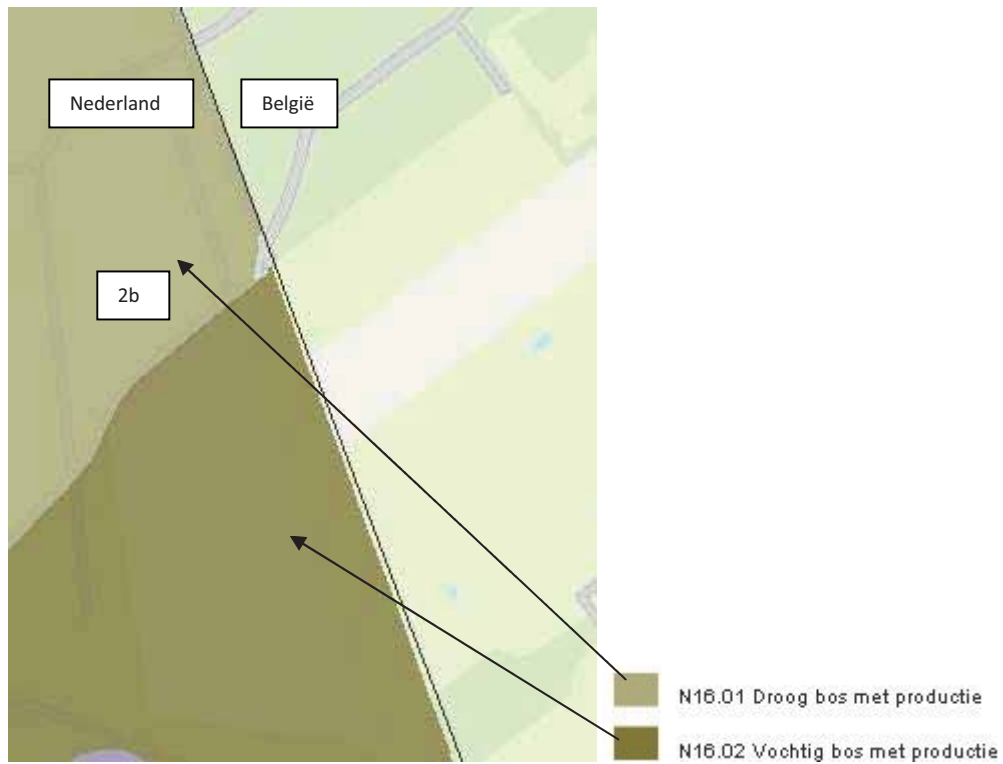 Nederland
België
2b
N16.01 Droog bos met productie
N16.02 Vochtig bos met productie